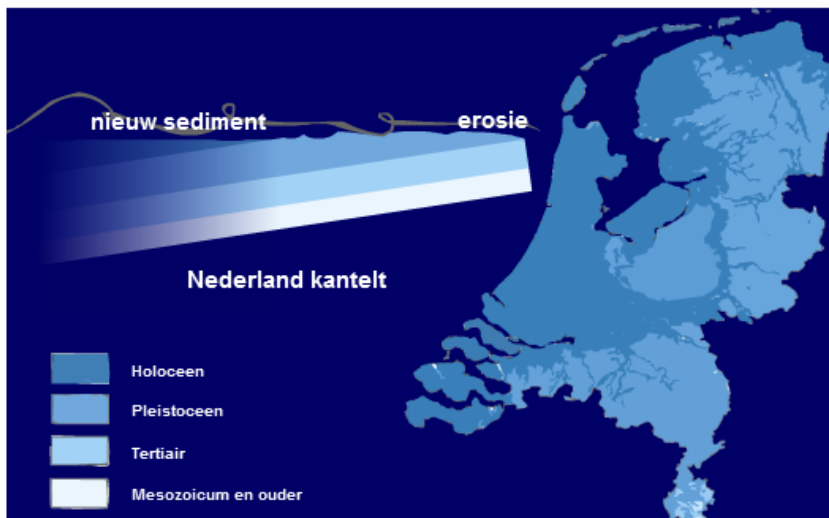 nieuw sediment
erosie
Nederland kantelt
Holoceen
Pleistoceen
Tertiair
Mesozoicum en ouder